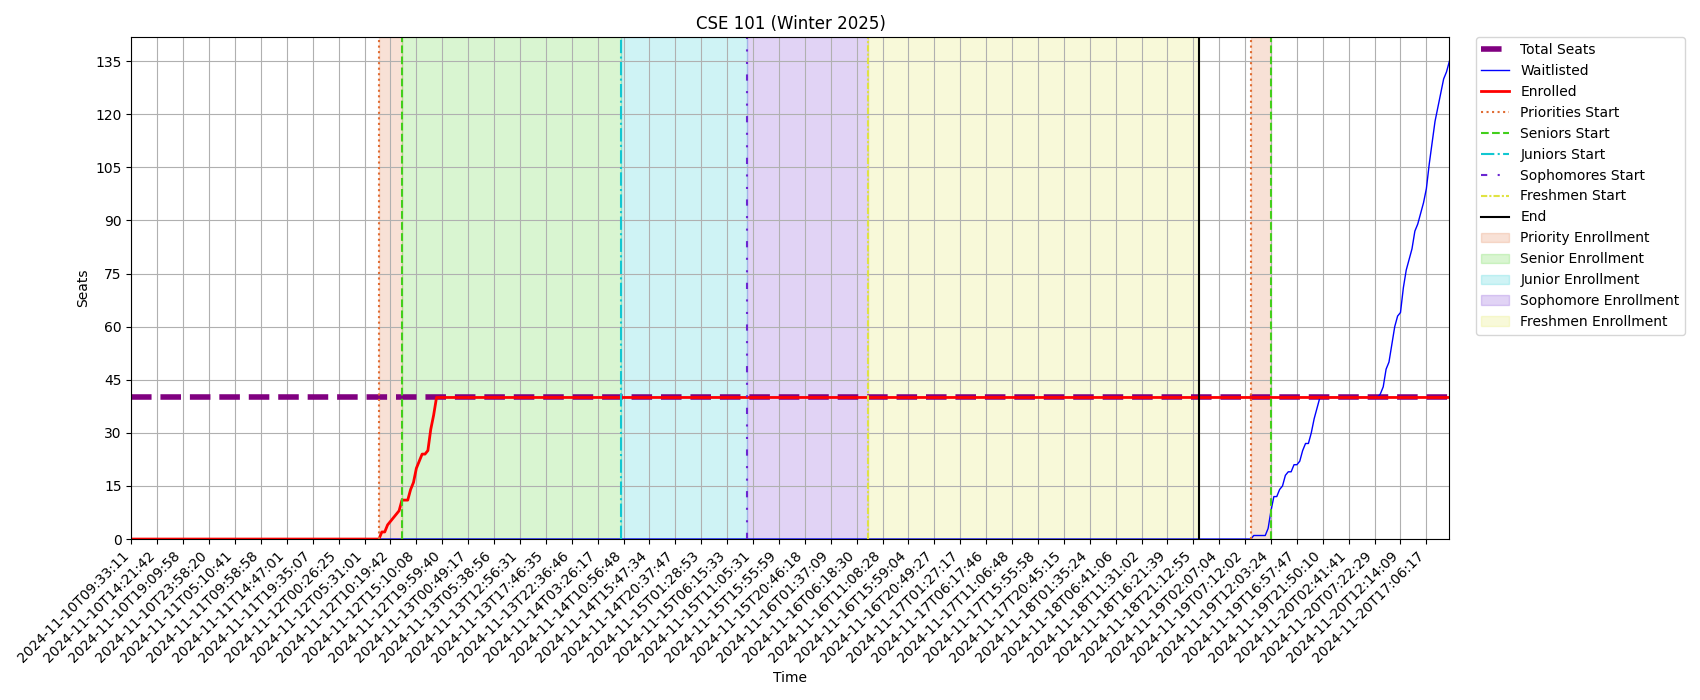 CSE 101 (Winter 2025)
Seats
135
120
105
90
75
60
45
30
15
0
2024-11-10T09:33:11
2024-11-10T14:21:42
2024-11-10T19:09:58
2024-11-10T23:58:20
2024-11-11T05:10:41
2024-11-11T09:58:58
2024-11-11T14:47:01
2024-11-11T19:35:07
2024-11-12T00:26:25
2024-11-12T05:31:01
2024-11-12T10:19:42
2024-11-12T15:10:08
2024-11-12T19:59:40
2024-11-13T00:49:17
2024-11-13T05:38:56
2024-11-13T12:56:31
2024-11-13T17:46:35
2024-11-13T22:36:46
2024-11-14T03:26:17
2024-11-14T10:56:48
2024-11-14T15:47:34
2024-11-14T20:37:47
2024-11-15T01:28:53
2024-11-15T06:15:33
2024-11-15T11:05:31
2024-11-15T15:55:59
2024-11-15T20:46:18
2024-11-16T01:37:09
2024-11-16T06:18:30
2024-11-16T11:08:28
2024-11-16T15:59:04
2024-11-16T20:49:27
2024-11-17T01:27:17
2024-11-17T06:17:46
2024-11-17T11:06:48
2024-11-17T15:55:58
2024-11-17T20:45:15
2024-11-18T01:35:24
2024-11-18T06:41:06
2024-11-18T11:31:02
2024-11-18T16:21:39
2024-11-18T21:12:55
2024-11-19T02:07:04
2024-11-19T07:12:02
2024-11-19T12:03:24
2024-11-19T16:57:47
2024-11-19T21:50:10
2024-11-20T02:41:41
2024-11-20T07:22:29
2024-11-20T12:14:09
2024-11-20T17:06:17
Time
Total Seats
Waitlisted
Enrolled
Priorities Start
Seniors Start
Juniors Start
Sophomores Start
Freshmen Start
End
Priority Enrollment
Senior Enrollment
Junior Enrollment
Sophomore Enrollment
Freshmen Enrollment